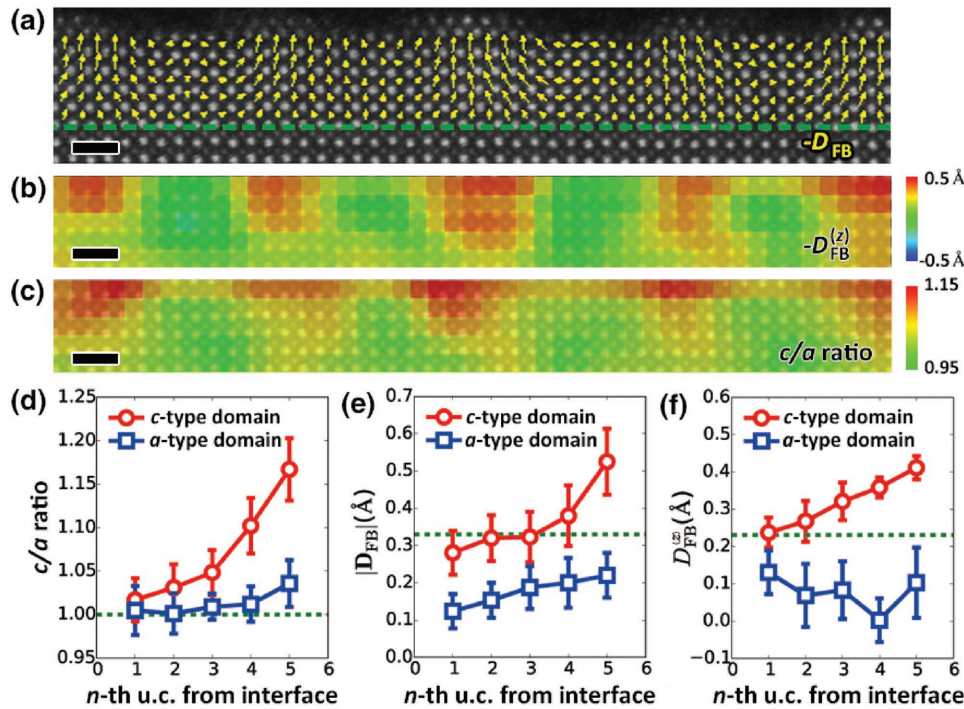 (a)
-D_FB
(b)
0.5 Å
-D_FB^(z)
-0.5 Å
(c)
1.15
c/a ratio
0.95
(d)
1.25
c-type domain
a-type domain
1.20
1.15
1.10
1.05
1.00
0.95
c/a ratio
0 1 2 3 4 5 6
n-th u.c. from interface
(e)
0.7
c-type domain
a-type domain
0.6
0.5
0.4
0.3
0.2
0.1
0.0
|D_FB|(Å)
0 1 2 3 4 5 6
n-th u.c. from interface
(f)
0.6
c-type domain
a-type domain
0.5
0.4
0.3
0.2
0.1
0.0
−0.1
D_FB^(z)(Å)
0 1 2 3 4 5 6
n-th u.c. from interface